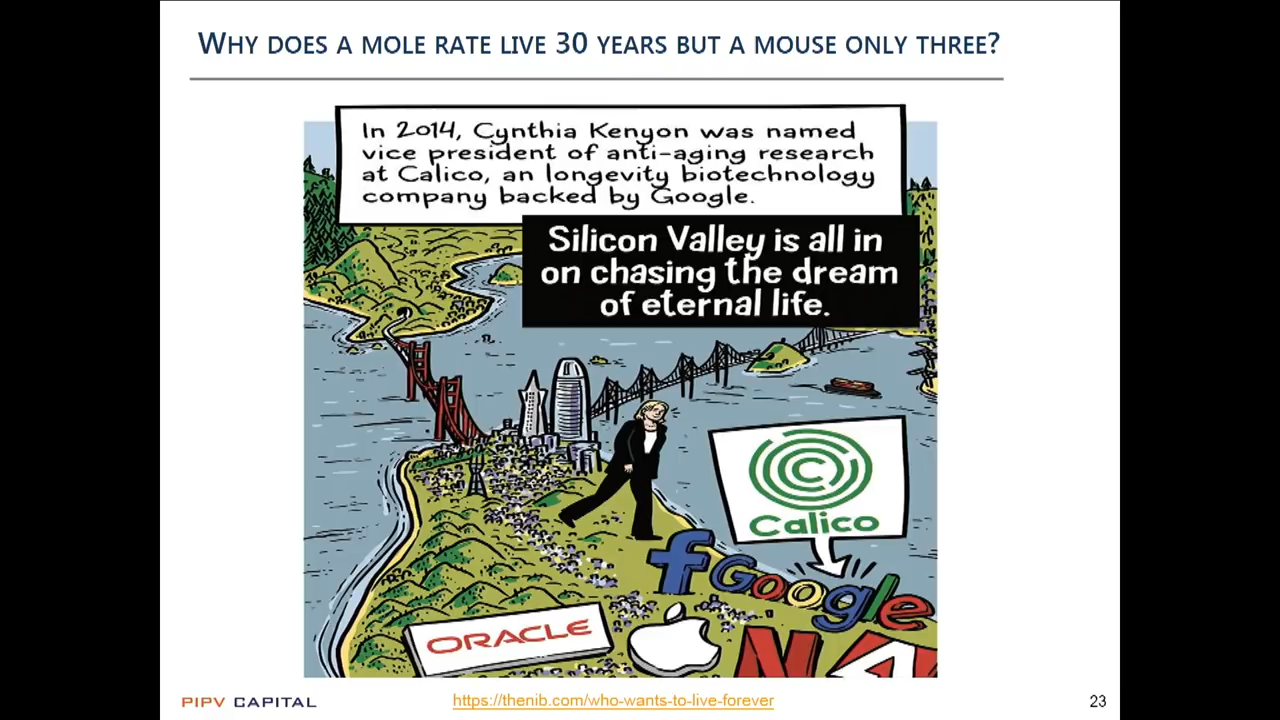 WHY DOES A MOLE RATE LIVE 30 YEARS BUT A MOUSE ONLY THREE?
In 2014, Cynthia Kenyon was named
vice president of anti-aging research
at Calico, an longevity biotechnology
company backed by Google.
Silicon Valley is all in
on chasing the dream
of eternal life.
Calico
f Google
ORACLE
N
PIPV CAPITAL
https://thenib.com/who-wants-to-live-forever
23